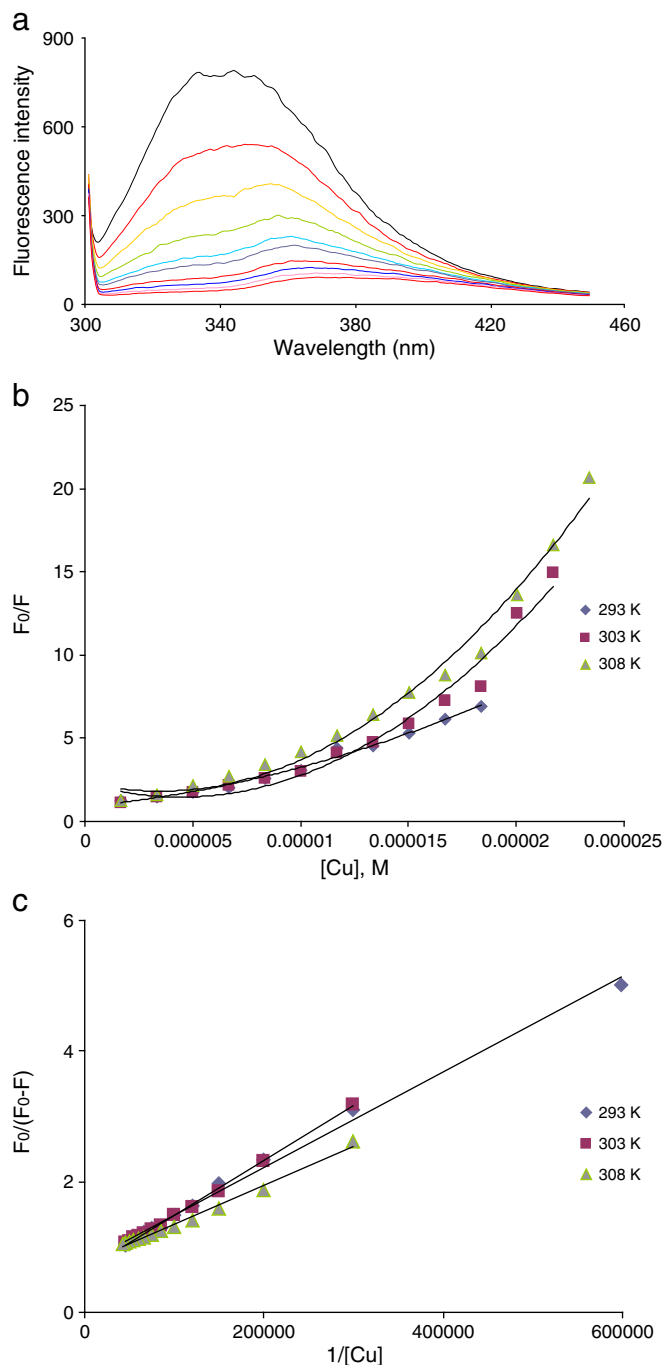 a
900
600
300
0
300 340 380 420 460
Fluorescence intensity
Wavelength (nm)
b
25
20
15
10
5
0
F0/F
293 K
303 K
308 K
0 0.000005 0.00001 0.000015 0.00002 0.000025
[Cu], M
c
6
4
2
0
F0/(F0-F)
293 K
303 K
308 K
0 200000 400000 600000
1/[Cu]